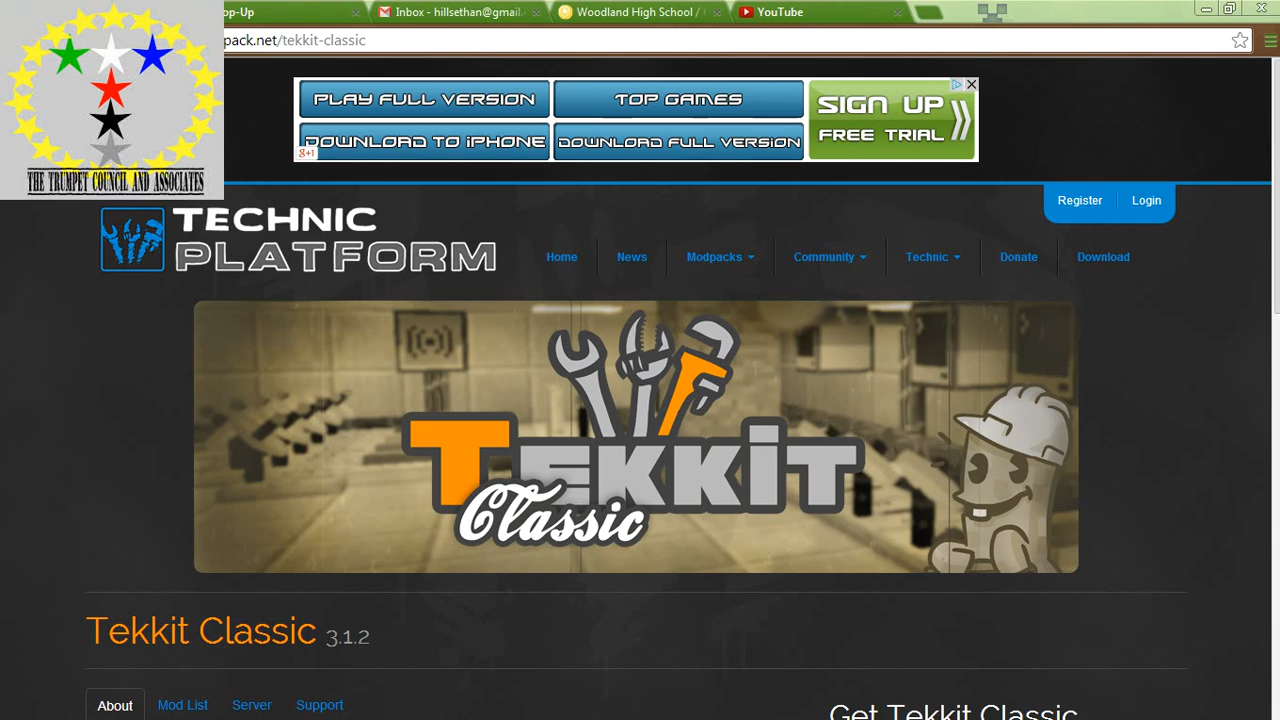 op-Up
Inbox - hillsethan@gmail.
Woodland High School /
YouTube
pack.net/tekkit-classic
THE TRUMPET COUNCIL AND ASSOCIATES
PLAY FULL VERSION
TOP GAMES
SIGN UP
FREE TRIAL
DOWNLOAD TO iPHONE
DOWNLOAD FULL VERSION
g+1
Register
Login
TECHNIC
PLATFORM
Home
News
Modpacks
Community
Technic
Donate
Download
TEKKIT
Classic
Tekkit Classic 3.1.2
About
Mod List
Server
Support
Get Tekkit Classic